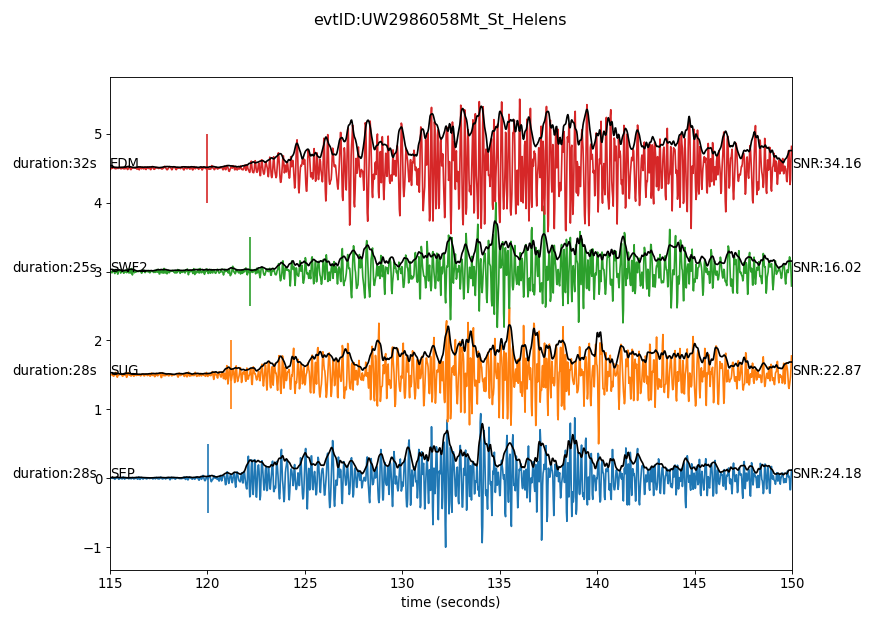 evtID:UW2986058Mt_St_Helens
5
duration:32s EDM SNR:34.16
4
duration:25s 3 SWF2 SNR:16.02
2
duration:28s SUG SNR:22.87
1
duration:28s 0 SEP SNR:24.18
−1
115 120 125 130 135 140 145 150
time (seconds)